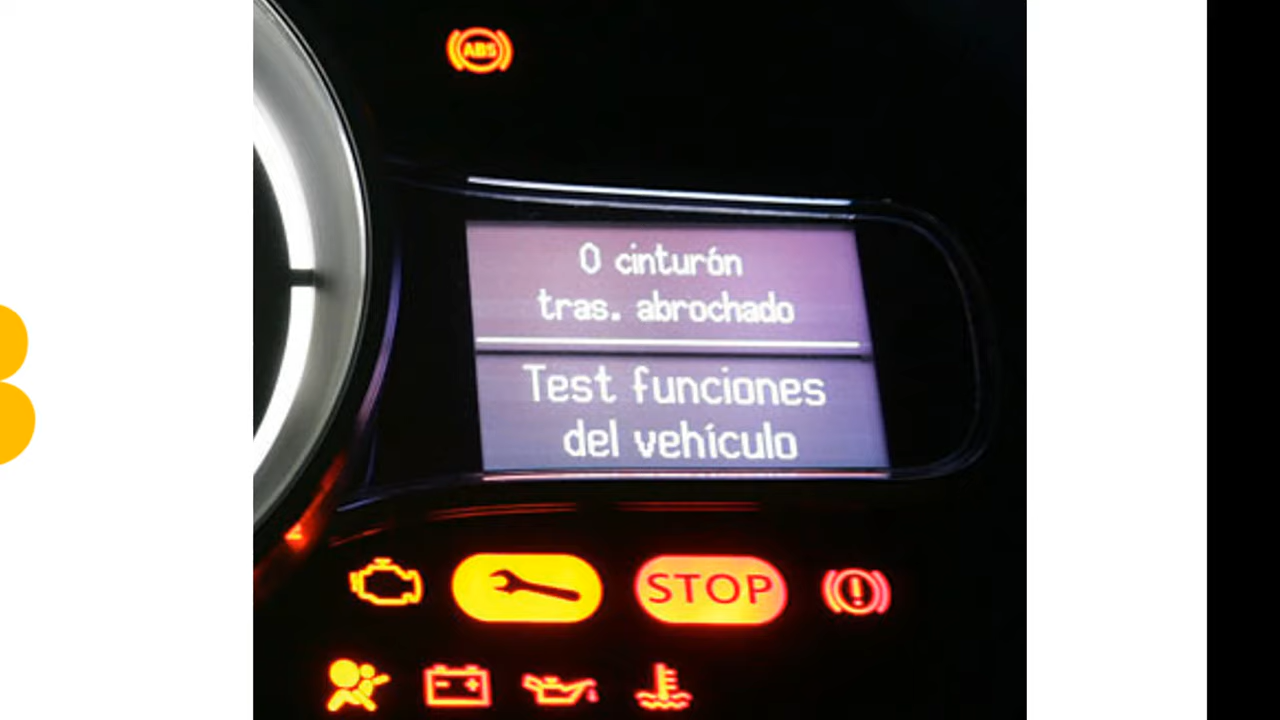 ABS
0 cinturón
tras. abrochado
Test funciones
del vehículo
STOP